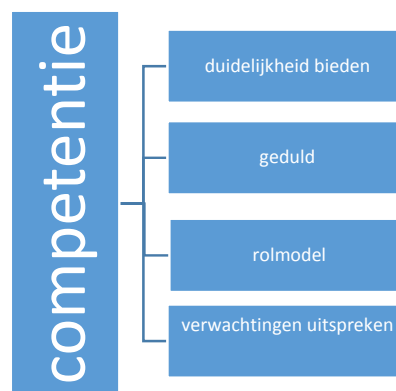 competentie
duidelijkheid bieden
geduld
rolmodel
verwachtingen uitspreken